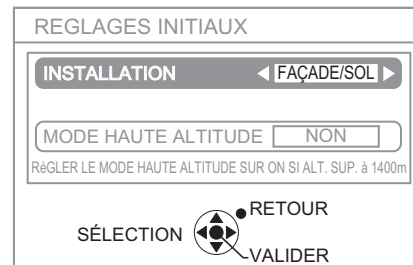 REGLAGES INITIAUX
INSTALLATION FAÇADE/SOL
MODE HAUTE ALTITUDE NON
RèGLER LE MODE HAUTE ALTITUDE SUR ON SI ALT. SUP. à 1400m
RETOUR
SÉLECTION
VALIDER